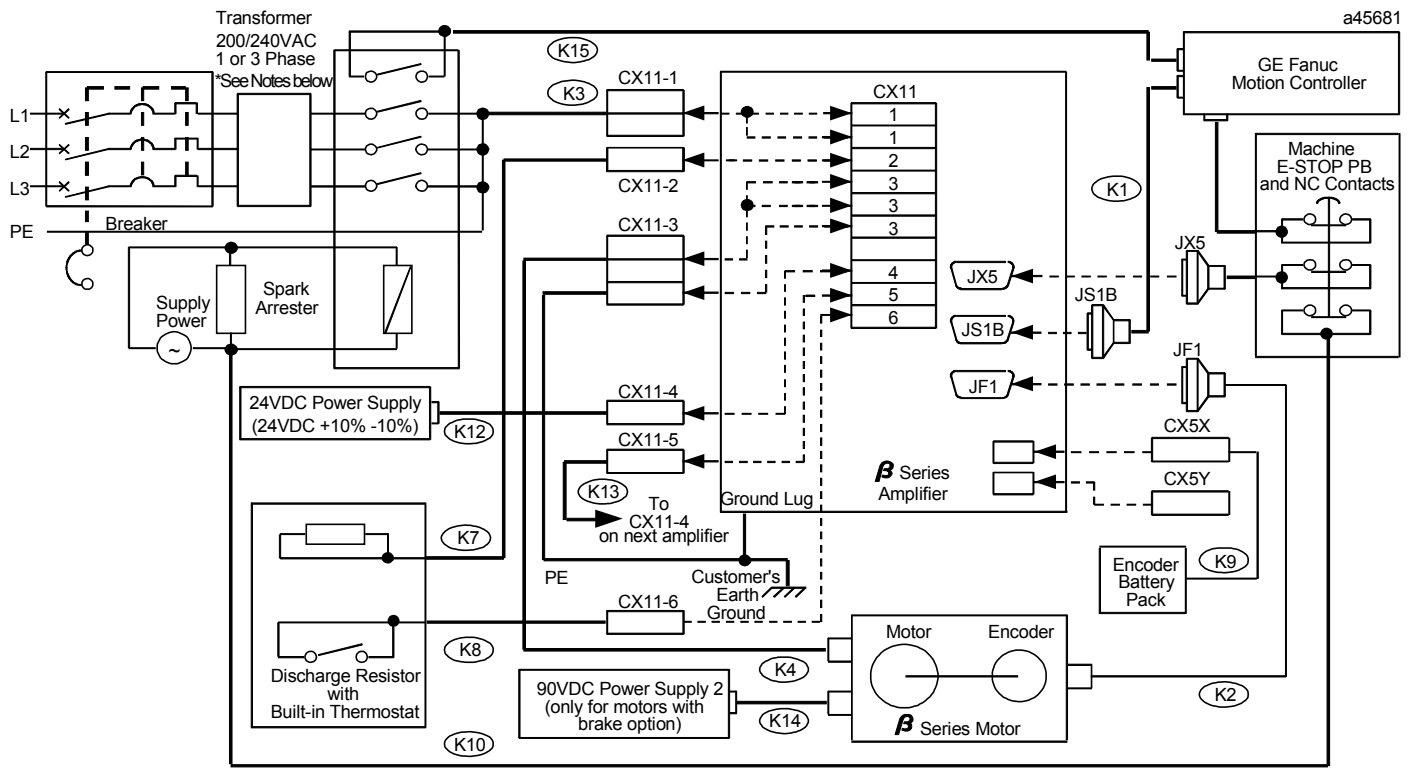 Transformer
200/240VAC
1 or 3 Phase
*See Notes below
a45681
K15
CX11-1
K3
GE Fanuc
Motion Controller
L1
L2
L3
PE
Breaker
CX11
1
1
2
3
3
3
4
5
6
CX11-2
CX11-3
K1
Machine
E-STOP PB
and NC Contacts
JX5
JX5
JS1B
JS1B
JF1
JF1
Supply
Power
~
Spark
Arrester
24VDC Power Supply
(24VDC +10% -10%)
K12
CX11-4
CX11-5
K13
To
CX11-4
on next amplifier
β Series
Amplifier
Ground Lug
CX5X
CX5Y
K7
PE
Customer's
Earth
Ground
Encoder
Battery
Pack
K9
CX11-6
K8
Discharge Resistor
with
Built-in Thermostat
K4
Motor
Encoder
β Series Motor
K2
90VDC Power Supply 2
(only for motors with
brake option)
K14
K10